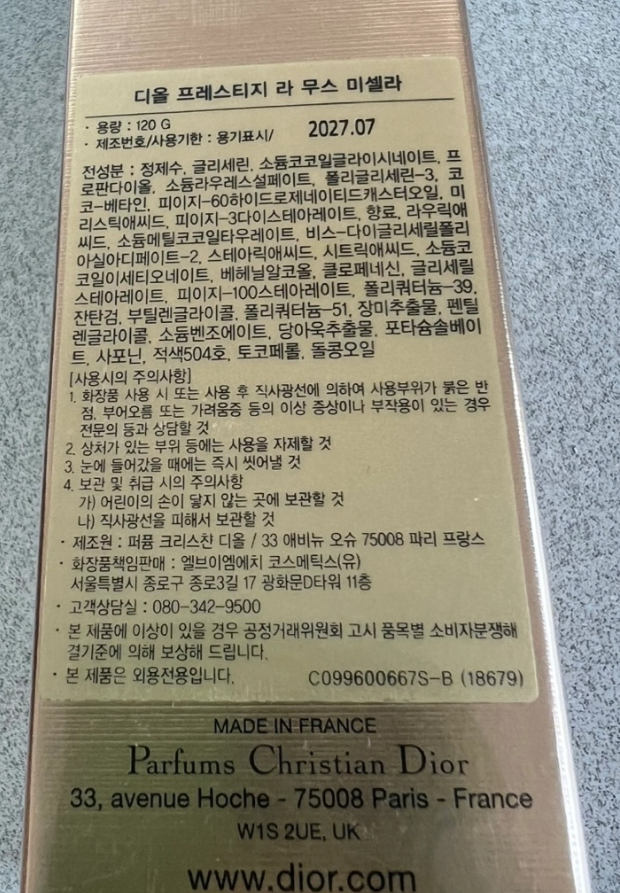 디올 프레스티지 라 무스 미셀라
· 용량 : 120 G
· 제조번호/사용기한 : 용기표시/ 2027.07
전성분 : 정제수, 글리세린, 소듐코코일글라이시네이트, 프
로판다이올, 소듐라우레스설페이트, 폴리글리세린-3, 코
코-베타인, 피이지-60하이드로제네이티드캐스터오일, 미
리스틱애씨드, 피이지-3다이스테아레이트, 향료, 라우릭애
씨드, 소듐메틸코코일타우레이트, 비스-다이글리세릴폴리
아실아디페이트-2, 스테아릭애씨드, 시트릭애씨드, 소듐코
코일이세티오네이트, 베헤닐알코올, 클로페네신, 글리세릴
스테아레이트, 피이지-100스테아레이트, 폴리쿼터늄-39,
잔탄검, 부틸렌글라이콜, 폴리쿼터늄-51, 장미추출물, 펜틸
렌글라이콜, 소듐벤조에이트, 당아욱추출물, 포타슘솔베이
트, 사포닌, 적색504호, 토코페롤, 돌콩오일
[사용시의 주의사항]
1. 화장품 사용 시 또는 사용 후 직사광선에 의하여 사용부위가 붉은 반
점, 부어오름 또는 가려움증 등의 이상 증상이나 부작용이 있는 경우
전문의 등과 상담할 것
2. 상처가 있는 부위 등에는 사용을 자제할 것
3. 눈에 들어갔을 때에는 즉시 씻어낼 것
4. 보관 및 취급 시의 주의사항
가) 어린이의 손이 닿지 않는 곳에 보관할 것
나) 직사광선을 피해서 보관할 것
· 제조원 : 퍼퓸 크리스챤 디올 / 33 애비뉴 오슈 75008 파리 프랑스
· 화장품책임판매 : 엘브이엠에치 코스메틱스(유)
서울특별시 종로구 종로3길 17 광화문D타워 11층
· 고객상담실 : 080-342-9500
· 본 제품에 이상이 있을 경우 공정거래위원회 고시 품목별 소비자분쟁해
결기준에 의해 보상해 드립니다.
· 본 제품은 외용전용입니다. C099600667S-B (18679)
MADE IN FRANCE
Parfums Christian Dior
33, avenue Hoche - 75008 Paris - France
W1S 2UE, UK
www.dior.com